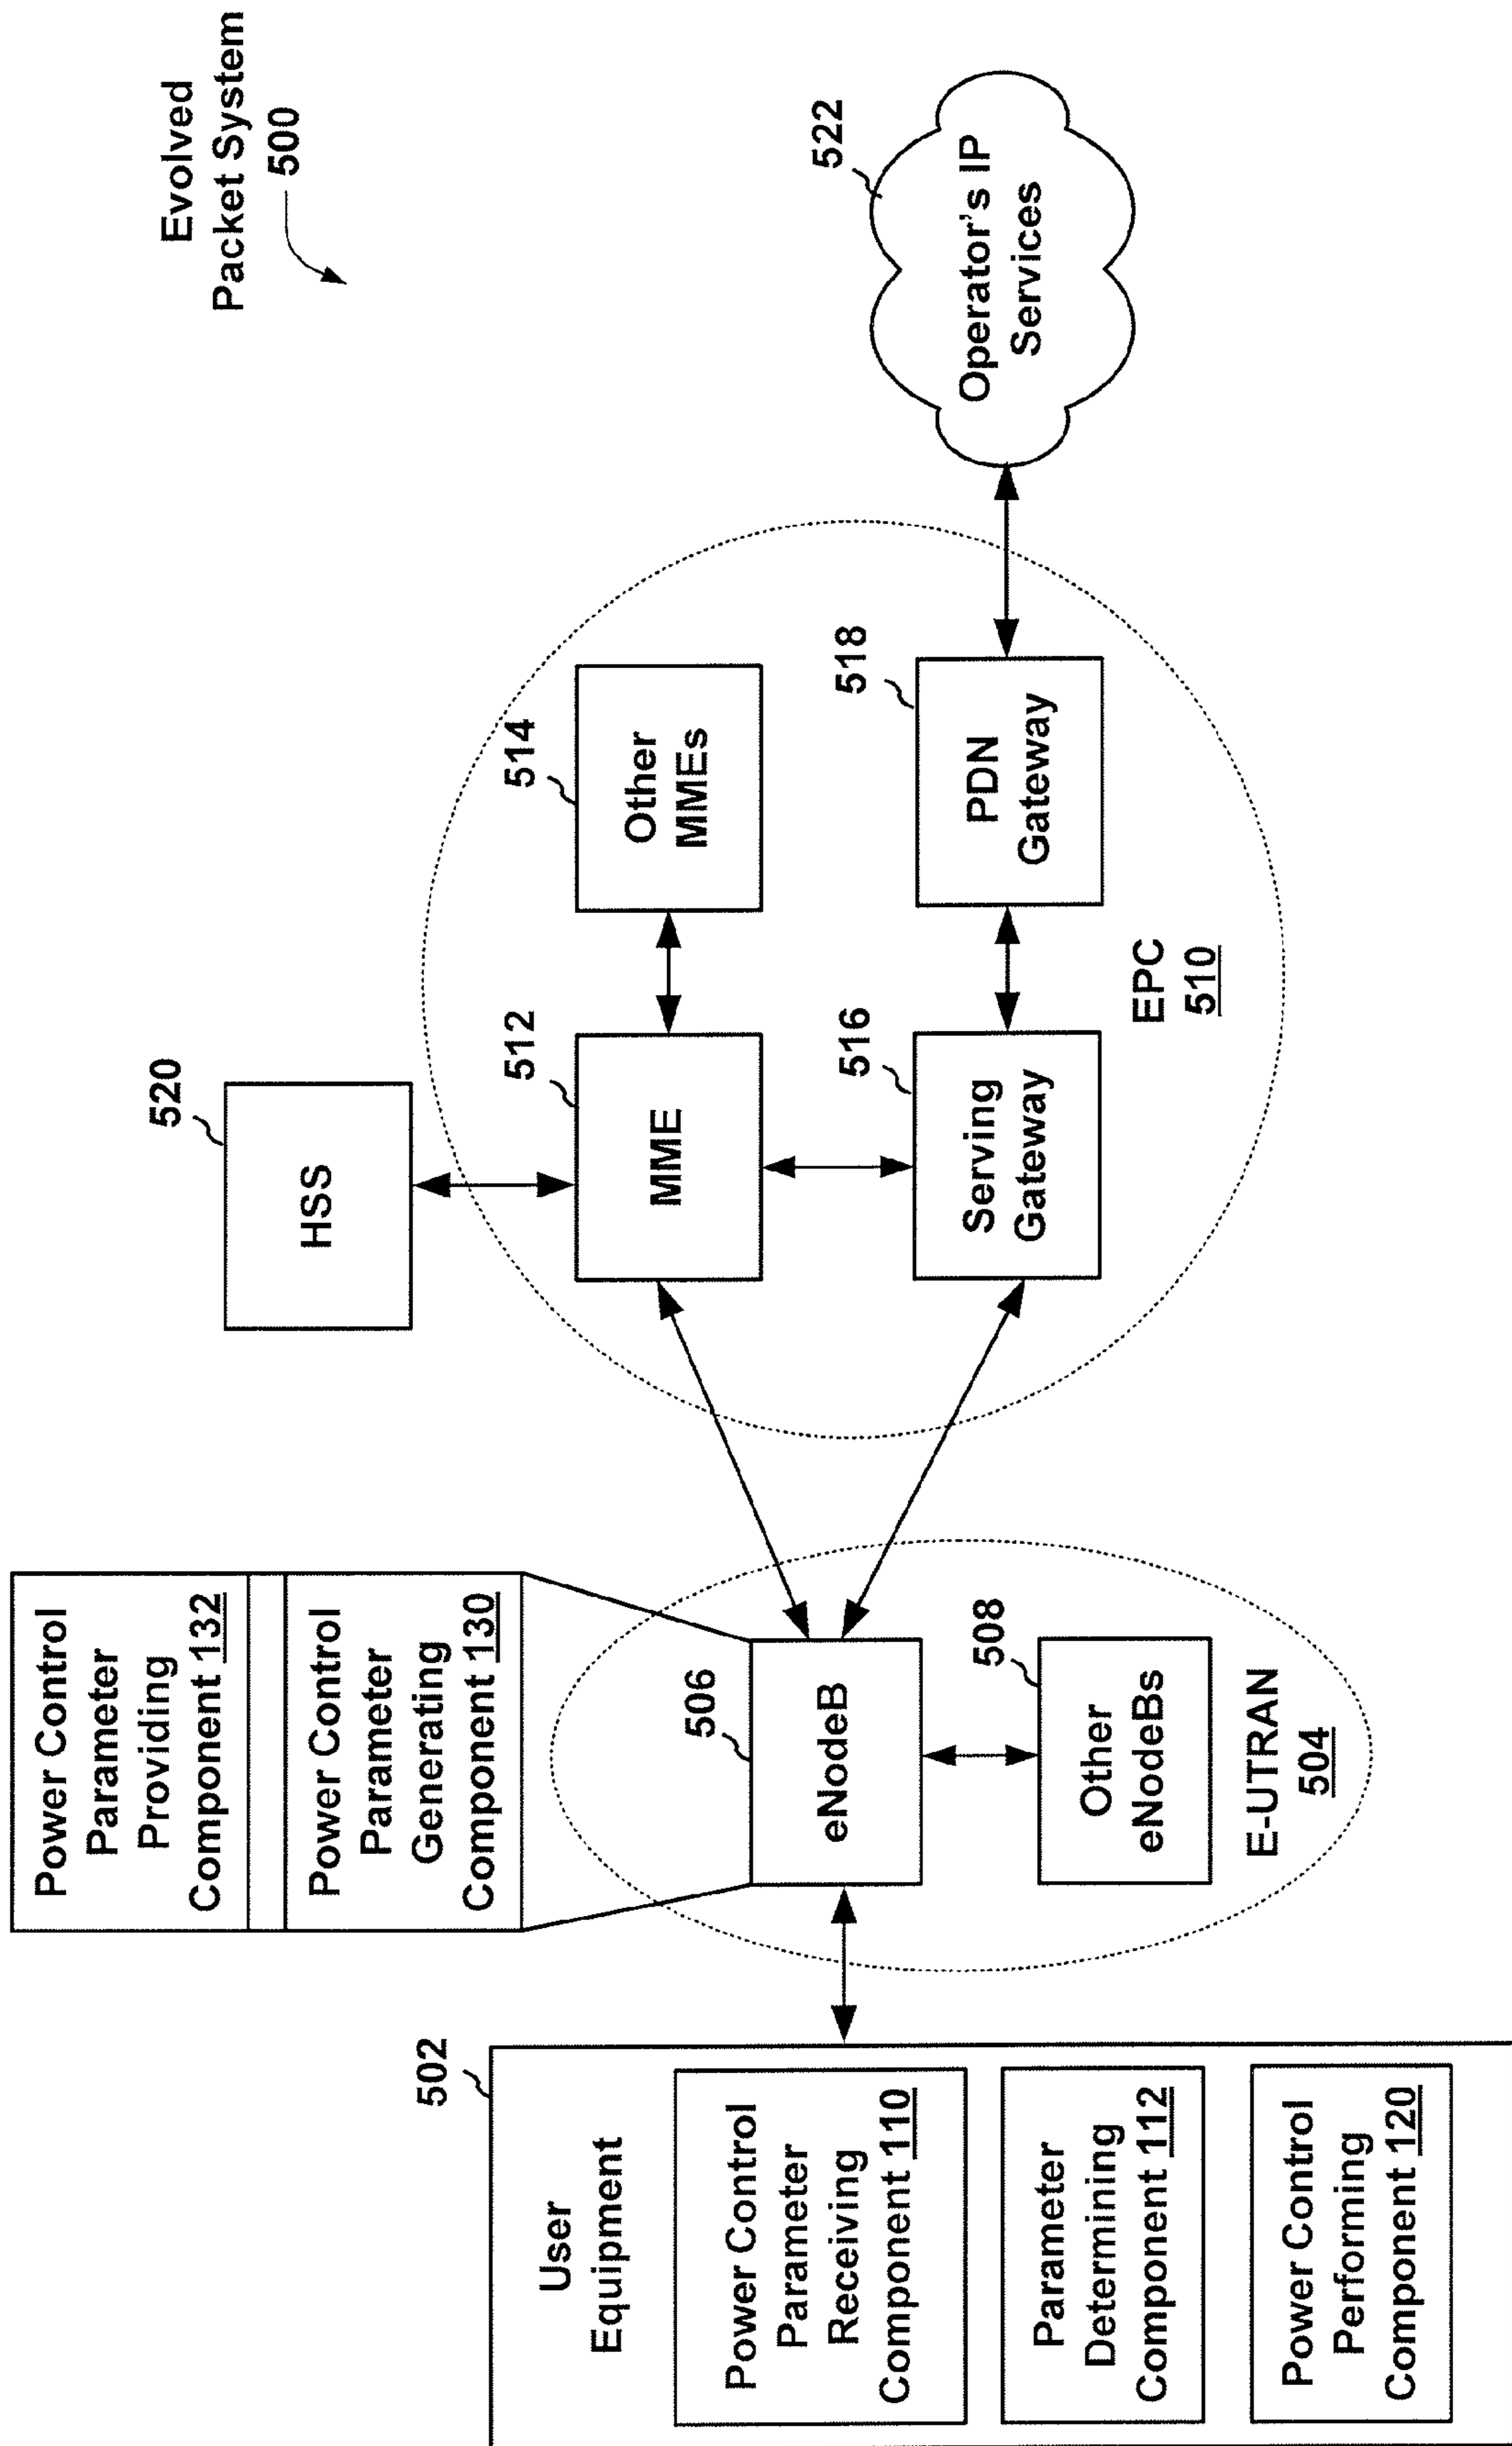 Evolved
Packet System
500
Power Control
Parameter
Providing
Component 132
Power Control
Parameter
Generating
Component 130
502
User
Equipment
Power Control
Parameter
Receiving
Component 110
Parameter
Determining
Component 112
Power Control
Performing
Component 120
506
eNodeB
508
Other
eNodeBs
E-UTRAN
504
520
HSS
512
MME
514
Other
MMEs
516
Serving
Gateway
518
PDN
Gateway
EPC
510
522
Operator's IP
Services